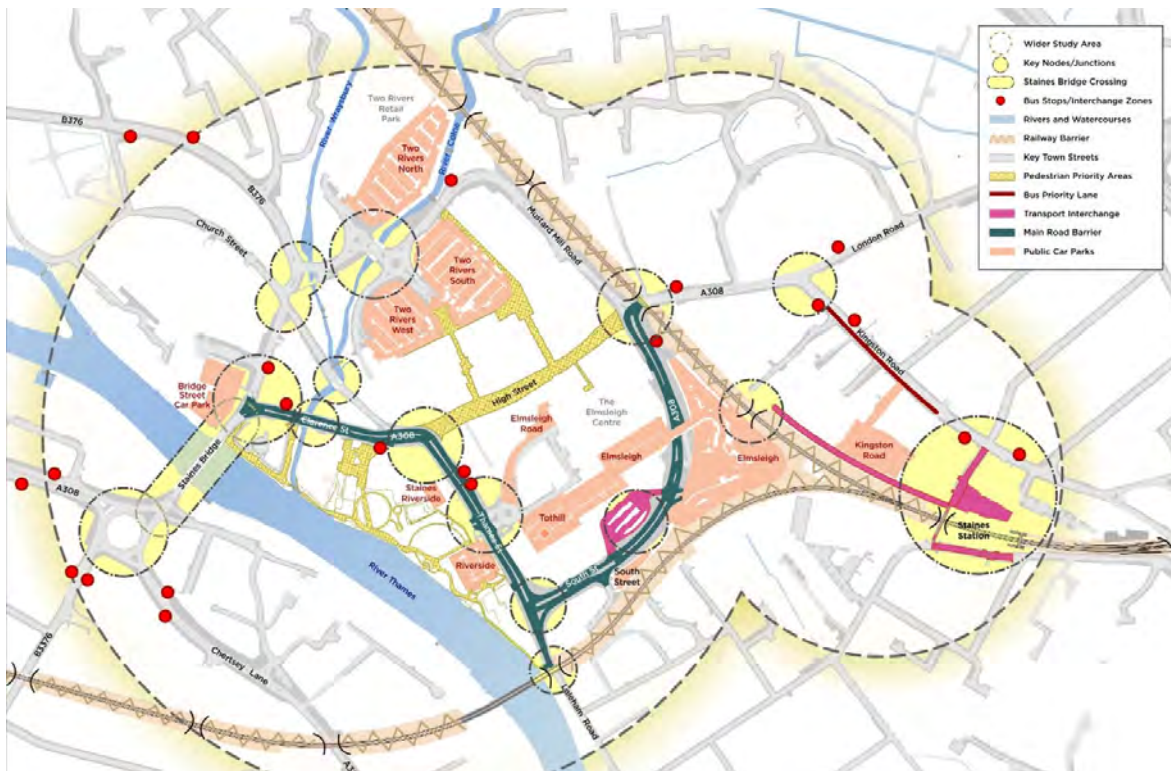 Wider Study Area
Key Nodes/Junctions
Staines Bridge Crossing
Bus Stops/Interchange Zones
Rivers and Watercourses
Railway Barrier
Key Town Streets
Pedestrian Priority Areas
Bus Priority Lane
Transport Interchange
Main Road Barrier
Public Car Parks
B376
B376
Church Street
River Wraysbury
Two Rivers
Retail
Park
River Colne
Two
Rivers
North
Two
Rivers
South
Two
Rivers
West
Mustard Mill Road
London Road
A308
Kingston Road
Bridge
Street
Car Park
Clarence St
A308
High Street
The
Elmsleigh
Centre
A308
Elmsleigh
Road
Elmsleigh
Elmsleigh
Kingston
Road
Staines Bridge
A308
Staines
Riverside
Tothill
Thames St
Riverside
South St
South
Street
Staines
Station
River Thames
B3376
Chertsey Lane
Laleham Road